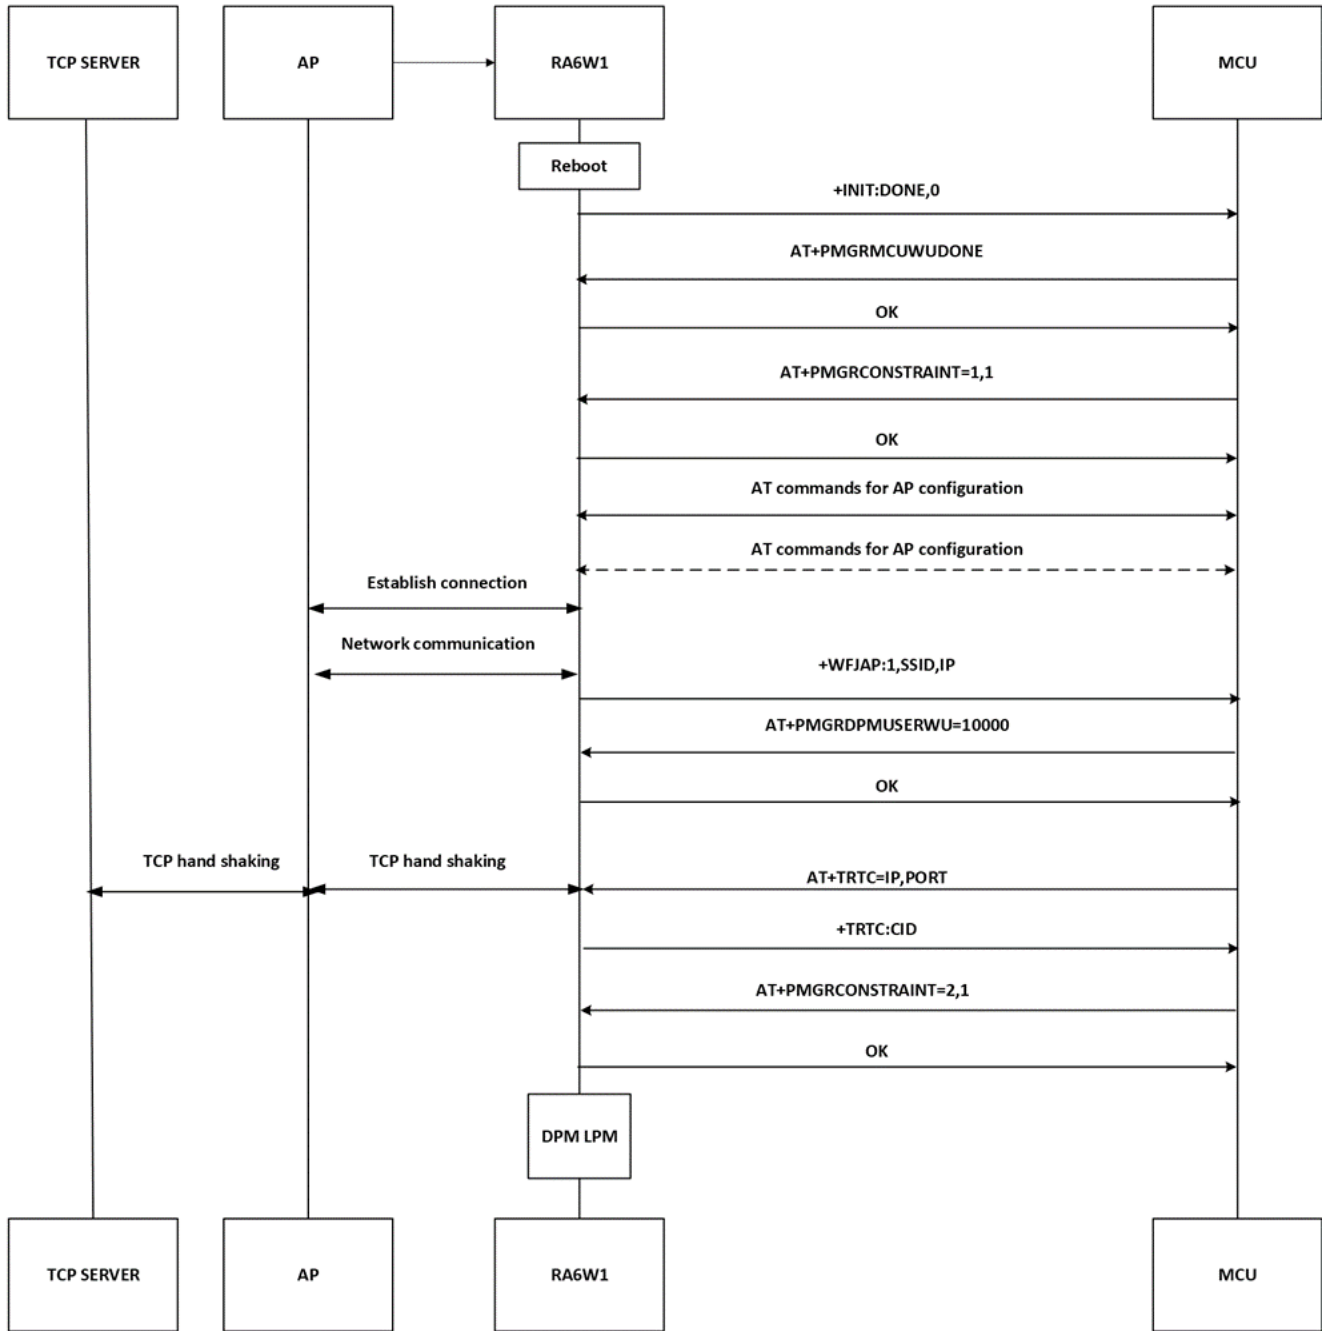 TCP SERVER
AP
RA6W1
MCU
Reboot
+INIT:DONE,0
AT+PMGRMCUWUDONE
OK
AT+PMGRCONSTRAINT=1,1
OK
AT commands for AP configuration
AT commands for AP configuration
Establish connection
Network communication
+WFJAP:1,SSID,IP
AT+PMGRDPMUSERWU=10000
OK
TCP hand shaking
TCP hand shaking
AT+TRTC=IP,PORT
+TRTC:CID
AT+PMGRCONSTRAINT=2,1
OK
DPM LPM
TCP SERVER
AP
RA6W1
MCU